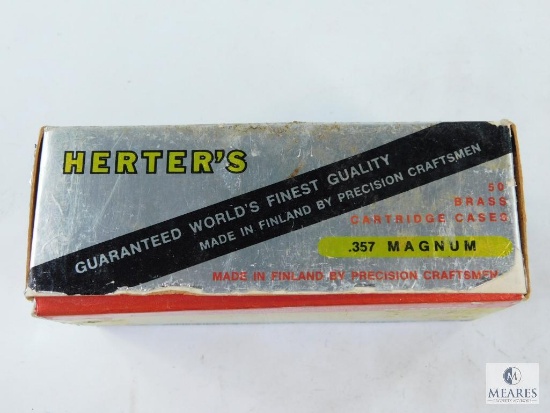 HERTER'S
GUARANTEED WORLD'S FINEST QUALITY
MADE IN FINLAND BY PRECISION CRAFTSMEN
50
BRASS
CARTRIDGE CASES
.357 MAGNUM
MADE IN FINLAND BY PRECISION CRAFTSMEN
M
MEARES